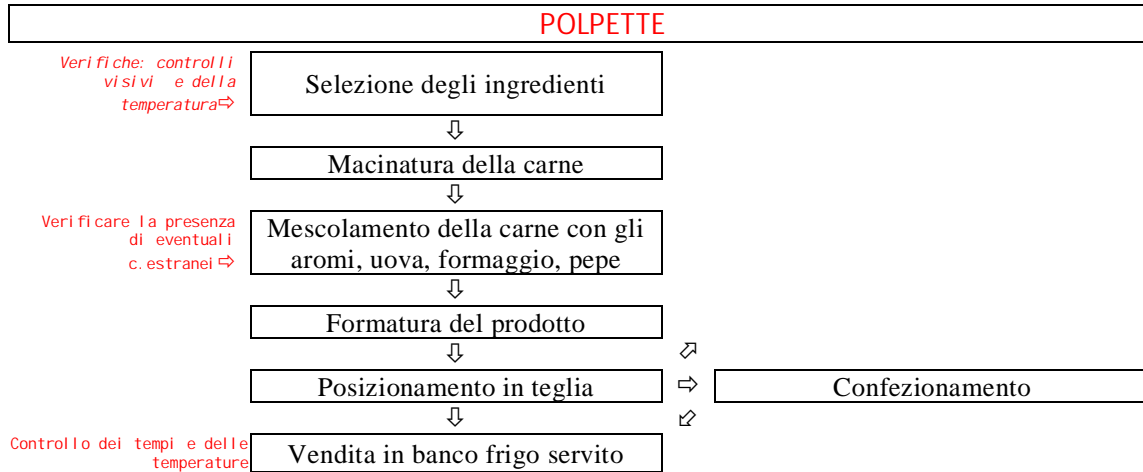 POLPETTE
Verifiche: controlli
visivi e della
temperatura⇨
Selezione degli ingredienti
⇩
Macinatura della carne
⇩
Verificare la presenza
di eventuali
c. estranei ⇨
Mescolamento della carne con gli
aromi, uova, formaggio, pepe
⇩
Formatura del prodotto
⇩
Posizionamento in teglia
⇨
Confezionamento
⇩
Controllo dei tempi e delle
temperature
Vendita in banco frigo servito